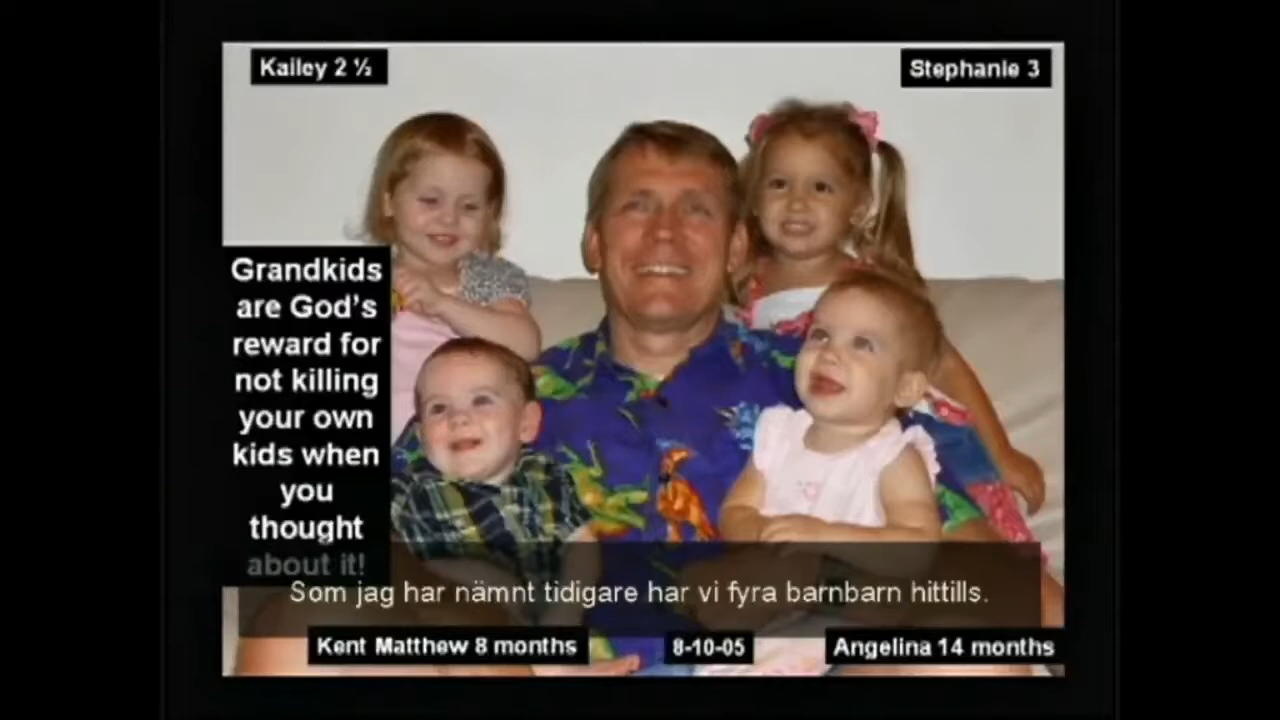 Kailey 2 ½
Stephanie 3
Grandkids
are God's
reward for
not killing
your own
kids when
you
thought
about it!
Som jag har nämnt tidigare har vi fyra barnbarn hittills.
Kent Matthew 8 months
8-10-05
Angelina 14 months